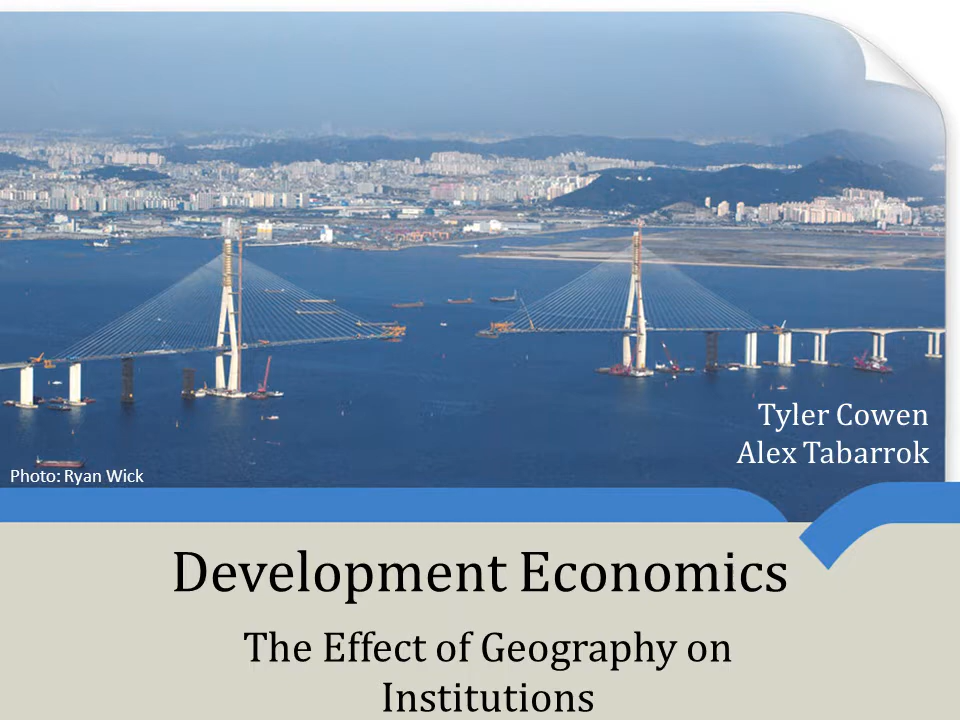 Tyler Cowen
Alex Tabarrok
Photo: Ryan Wick
Development Economics
The Effect of Geography on
Institutions